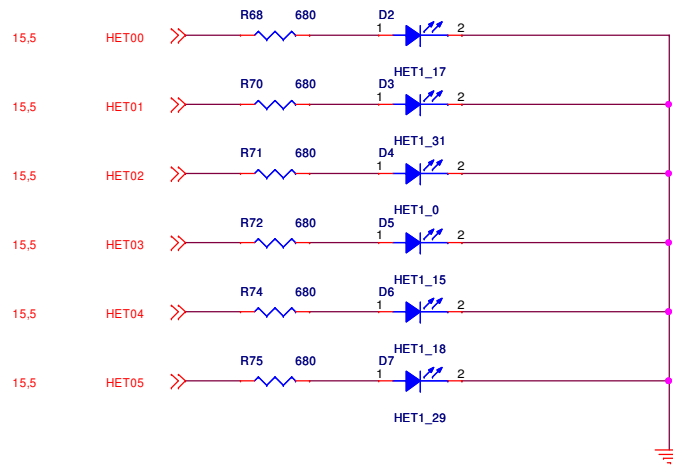 R68 680 D2
15,5 HET00 1 2
HET1_17
R70 680 D3
15,5 HET01 1 2
HET1_31
R71 680 D4
15,5 HET02 1 2
HET1_0
R72 680 D5
15,5 HET03 1 2
HET1_15
R74 680 D6
15,5 HET04 1 2
HET1_18
R75 680 D7
15,5 HET05 1 2
HET1_29